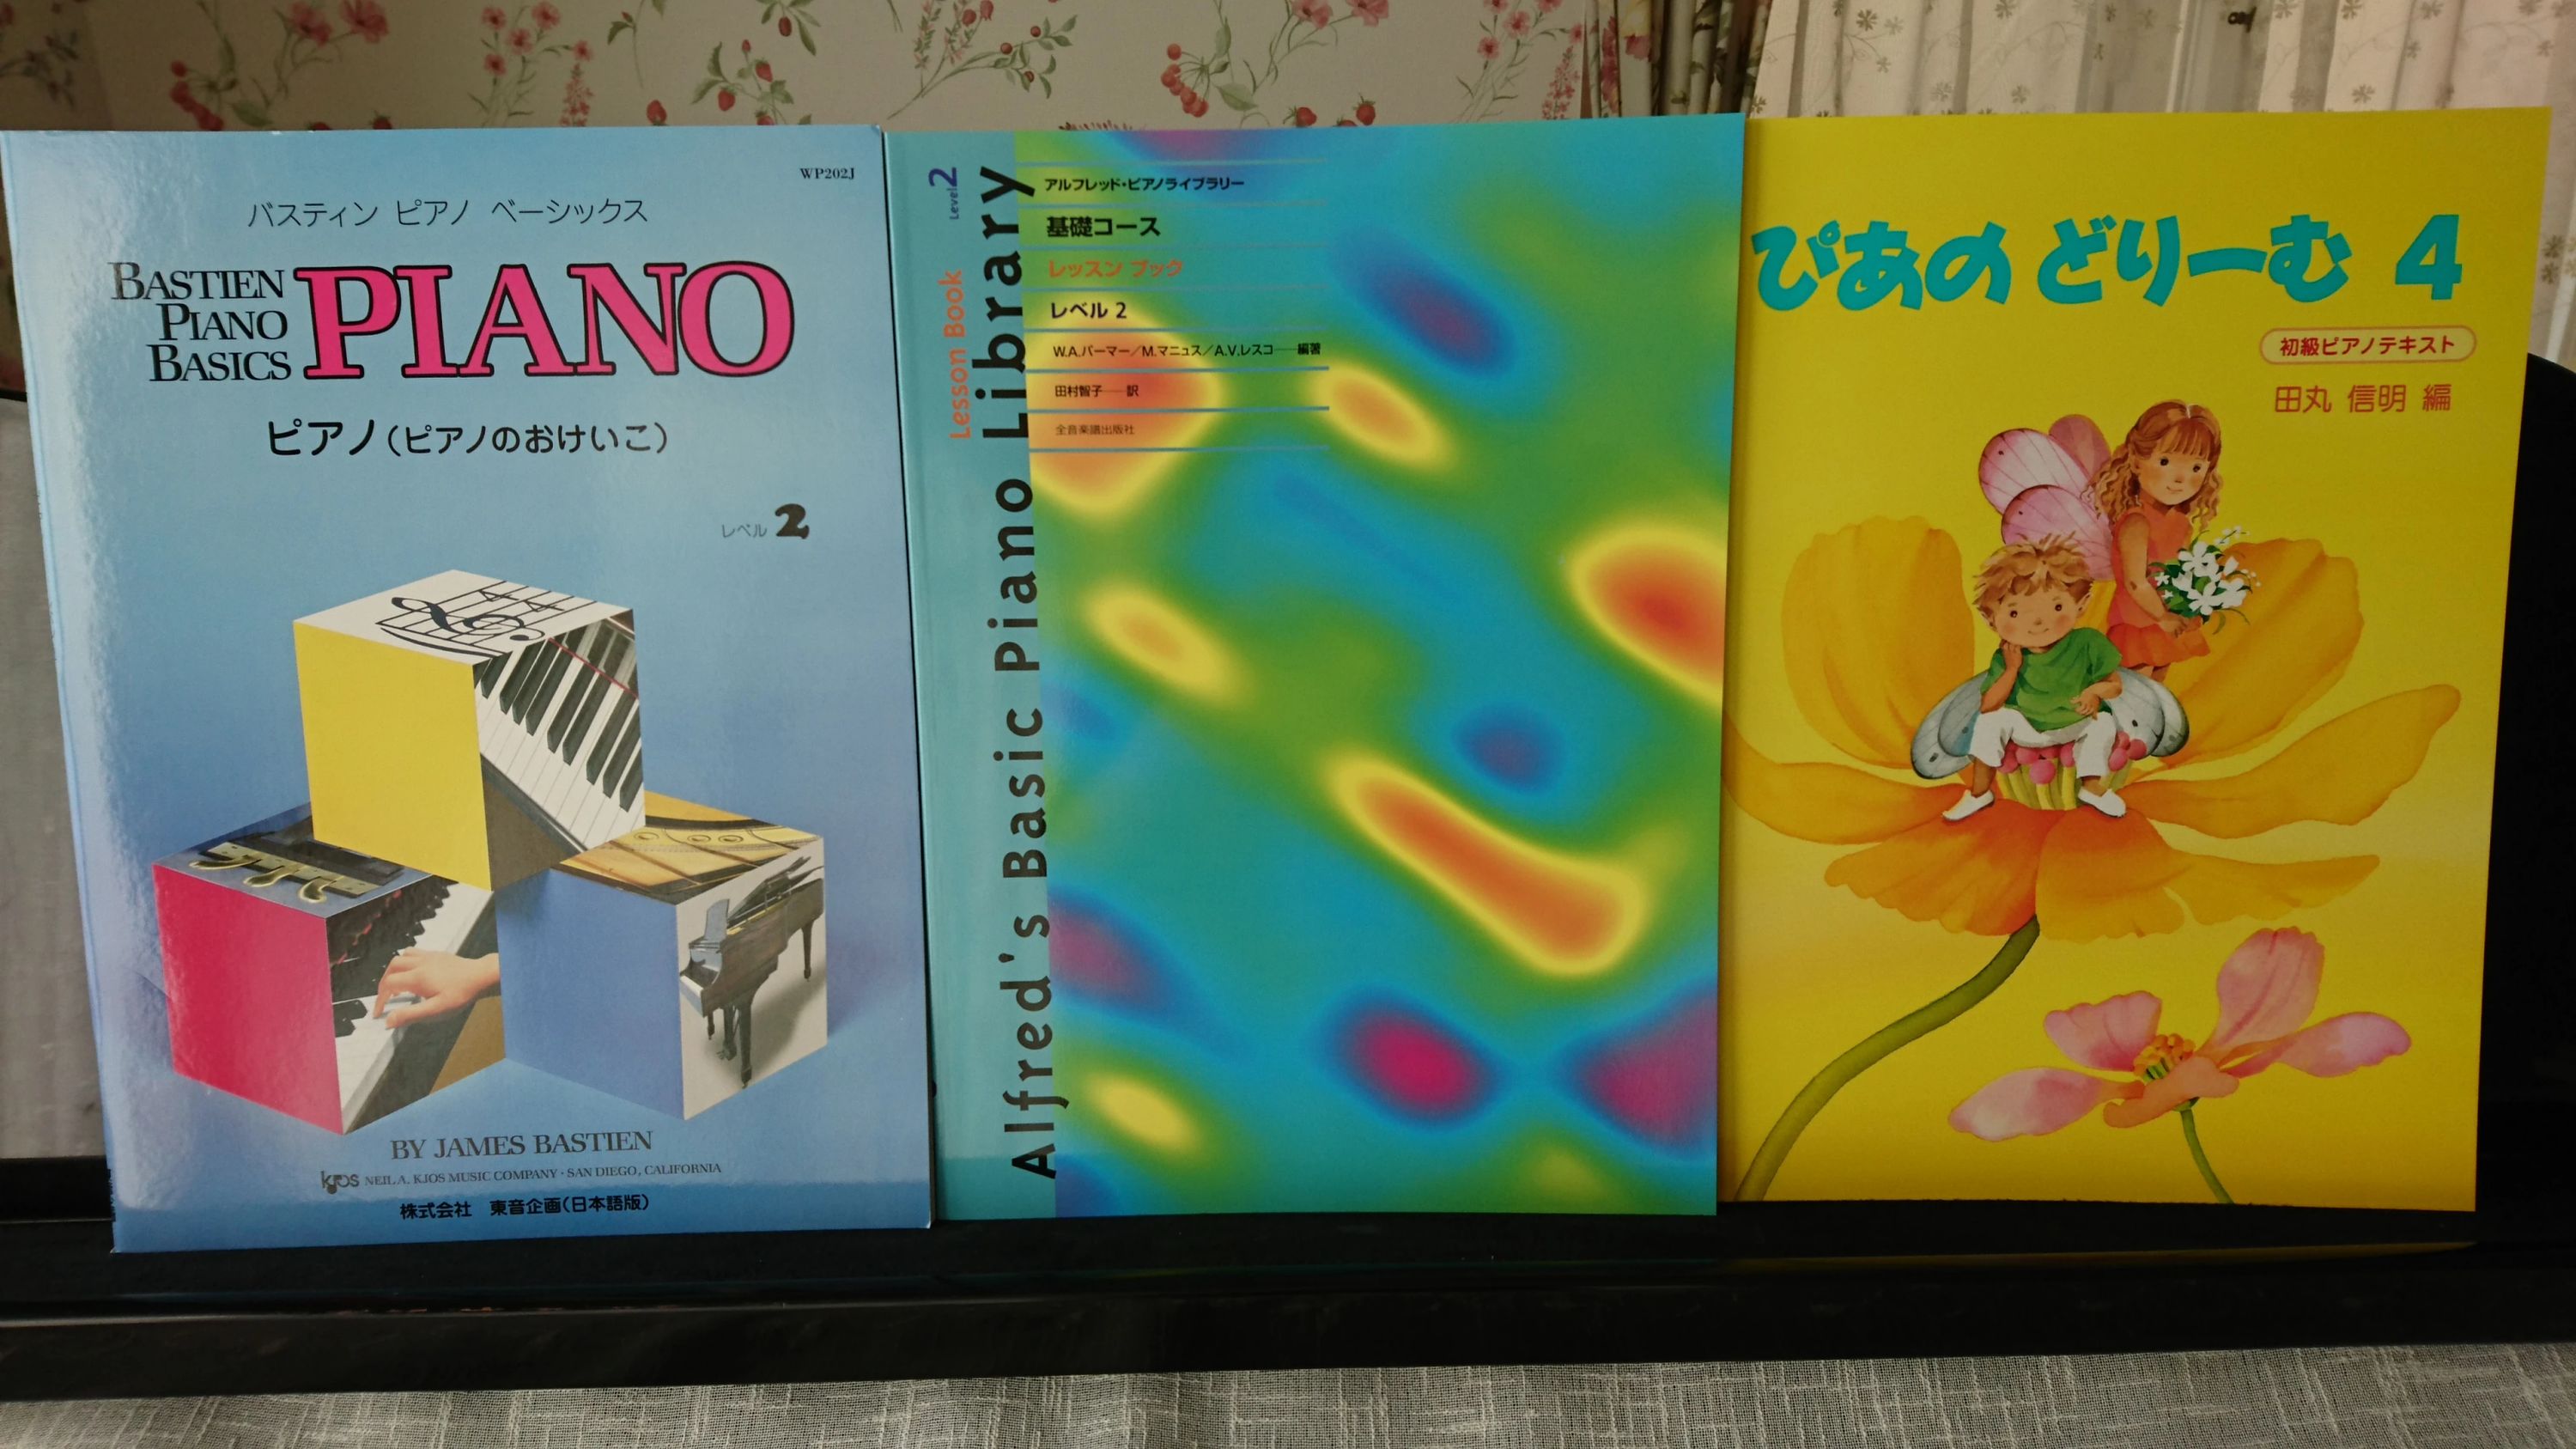 WP202J
バスティン ピアノ ベーシックス
BASTIEN
PIANO
BASICS
PIANO
ピアノ(ピアノのおけいこ)
レベル 2
BY JAMES BASTIEN
kjos NEIL A. KJOS MUSIC COMPANY · SAN DIEGO, CALIFORNIA
株式会社 東音企画(日本語版)
Level 2
Lesson Book
Alfred's Basic Piano Library
アルフレッド・ピアノライブラリー
基礎コース
レッスン ブック
レベル 2
W.A.パーマー/M.マニュス/A.V.レスコ──編著
田村智子──訳
全音楽譜出版社
ぴあの どりーむ 4
初級ピアノテキスト
田丸 信明 編